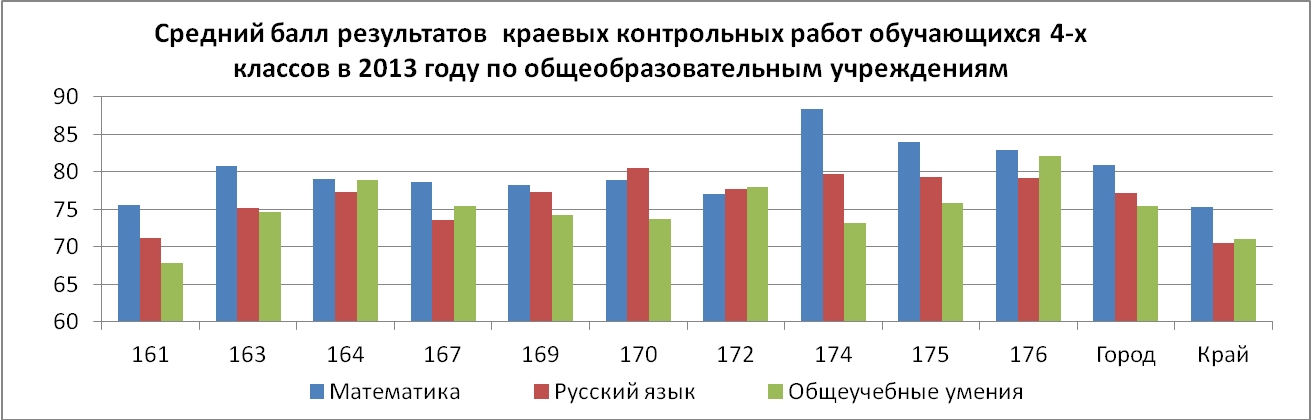 Средний балл результатов краевых контрольных работ обучающихся 4-х
классов в 2013 году по общеобразовательным учреждениям
90
85
80
75
70
65
60
161 163 164 167 169 170 172 174 175 176 Город Край
Математика Русский язык Общеучебные умения